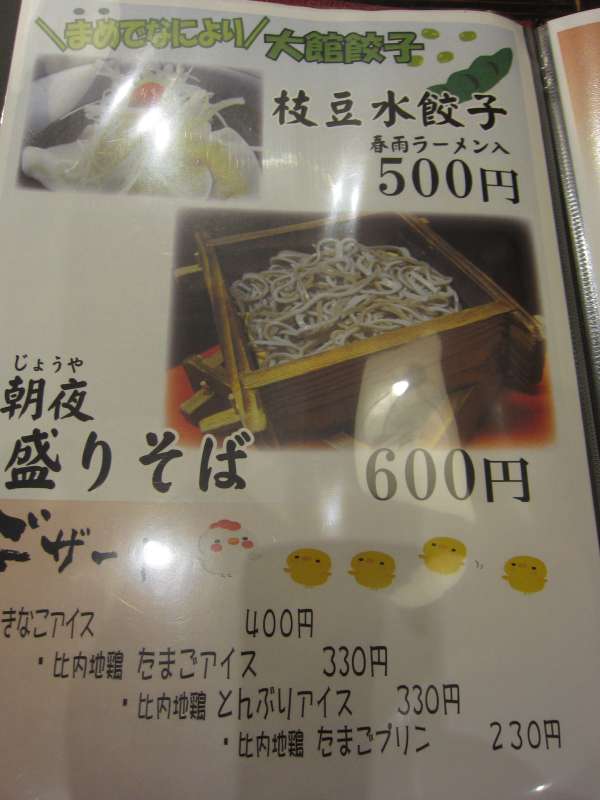 \まめでなにより/ 大館餃子
枝豆水餃子
春雨ラーメン入
500円
じょうや
朝夜
盛りそば 600円
デザート
きなこアイス 400円
・比内地鶏 たまごアイス 330円
・比内地鶏 とんぶりアイス 330円
・比内地鶏 たまごプリン 230円